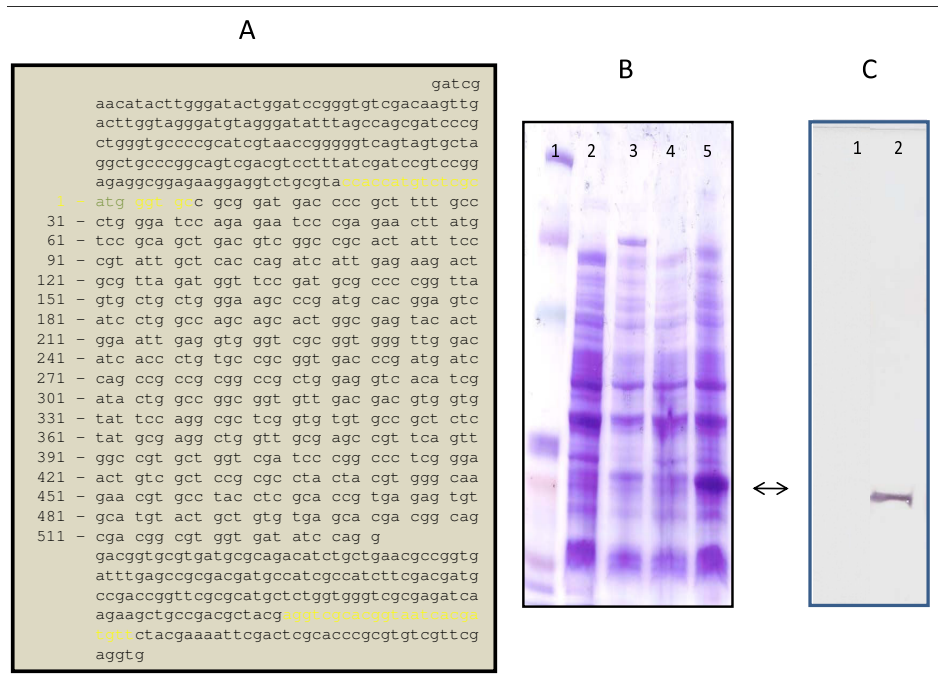 A
B
C
gatcg
aacatacttgggatactggatccgggtgtcgacaagttg
acttggtagggatgtagggatatttagccagcgatcccg
ctgggtgccccgcatcgtaaccgggggtcagtagtgcta
ggctgcccggcagtcgacgtcctttatcgatccgtccgg
agaggcggagaaggaggtctgcgta
atg c gcg gat gac ccc gct ttt gcc
31 – ctg gga tcc aga gaa tcc cga gaa ctt atg
61 – tcc gca gct gac gtc ggc cgc act att tcc
91 – cgt att gct cac cag atc att gag aag act
121 – gcg tta gat ggt tcc gat gcg ccc cgg tta
151 – gtg ctg ctg gga agc ccg atg cac gga gtc
181 – atc ctg gcc agc agc act ggc gag tac act
211 – gga att gag gtg ggt cgc ggt ggg ttg gac
241 – atc acc ctg tgc cgc ggt gac ccg atg atc
271 – cag ccg ccg cgg ccg ctg gag gtc aca tcg
301 – ata ctg gcc ggc ggt gtt gac gac gtg gtg
331 – tat tcc agg cgc tcg gtg tgt gcc gct ctc
361 – tat gcg agg ctg gtt gcg agc cgt tca gtt
391 – ggc cgt gct ggt cga tcc cgg ccc tcg gga
421 – act gtc gct ccg cgc cta cta cgt ggg caa
451 – gaa cgt gcc tac ctc gca ccg tga gag tgt
481 – gca tgt act gct gtg tga gca cga cgg cag
511 – cga cgg cgt ggt gat atc cag g
gacggtgcgtgatgcgcagacatctgctgaacgccggtg
atttgagccgcgacgatgccatcgccatcttcgacgatg
ccgaccggttcgcgcatgctctggtgggtcgcgagatca
agaagctgccgacgctacg
ctacgaaaattcgactcgcacccgcgtgtcgttcg
aggtg
1 2 3 4 5
1 2